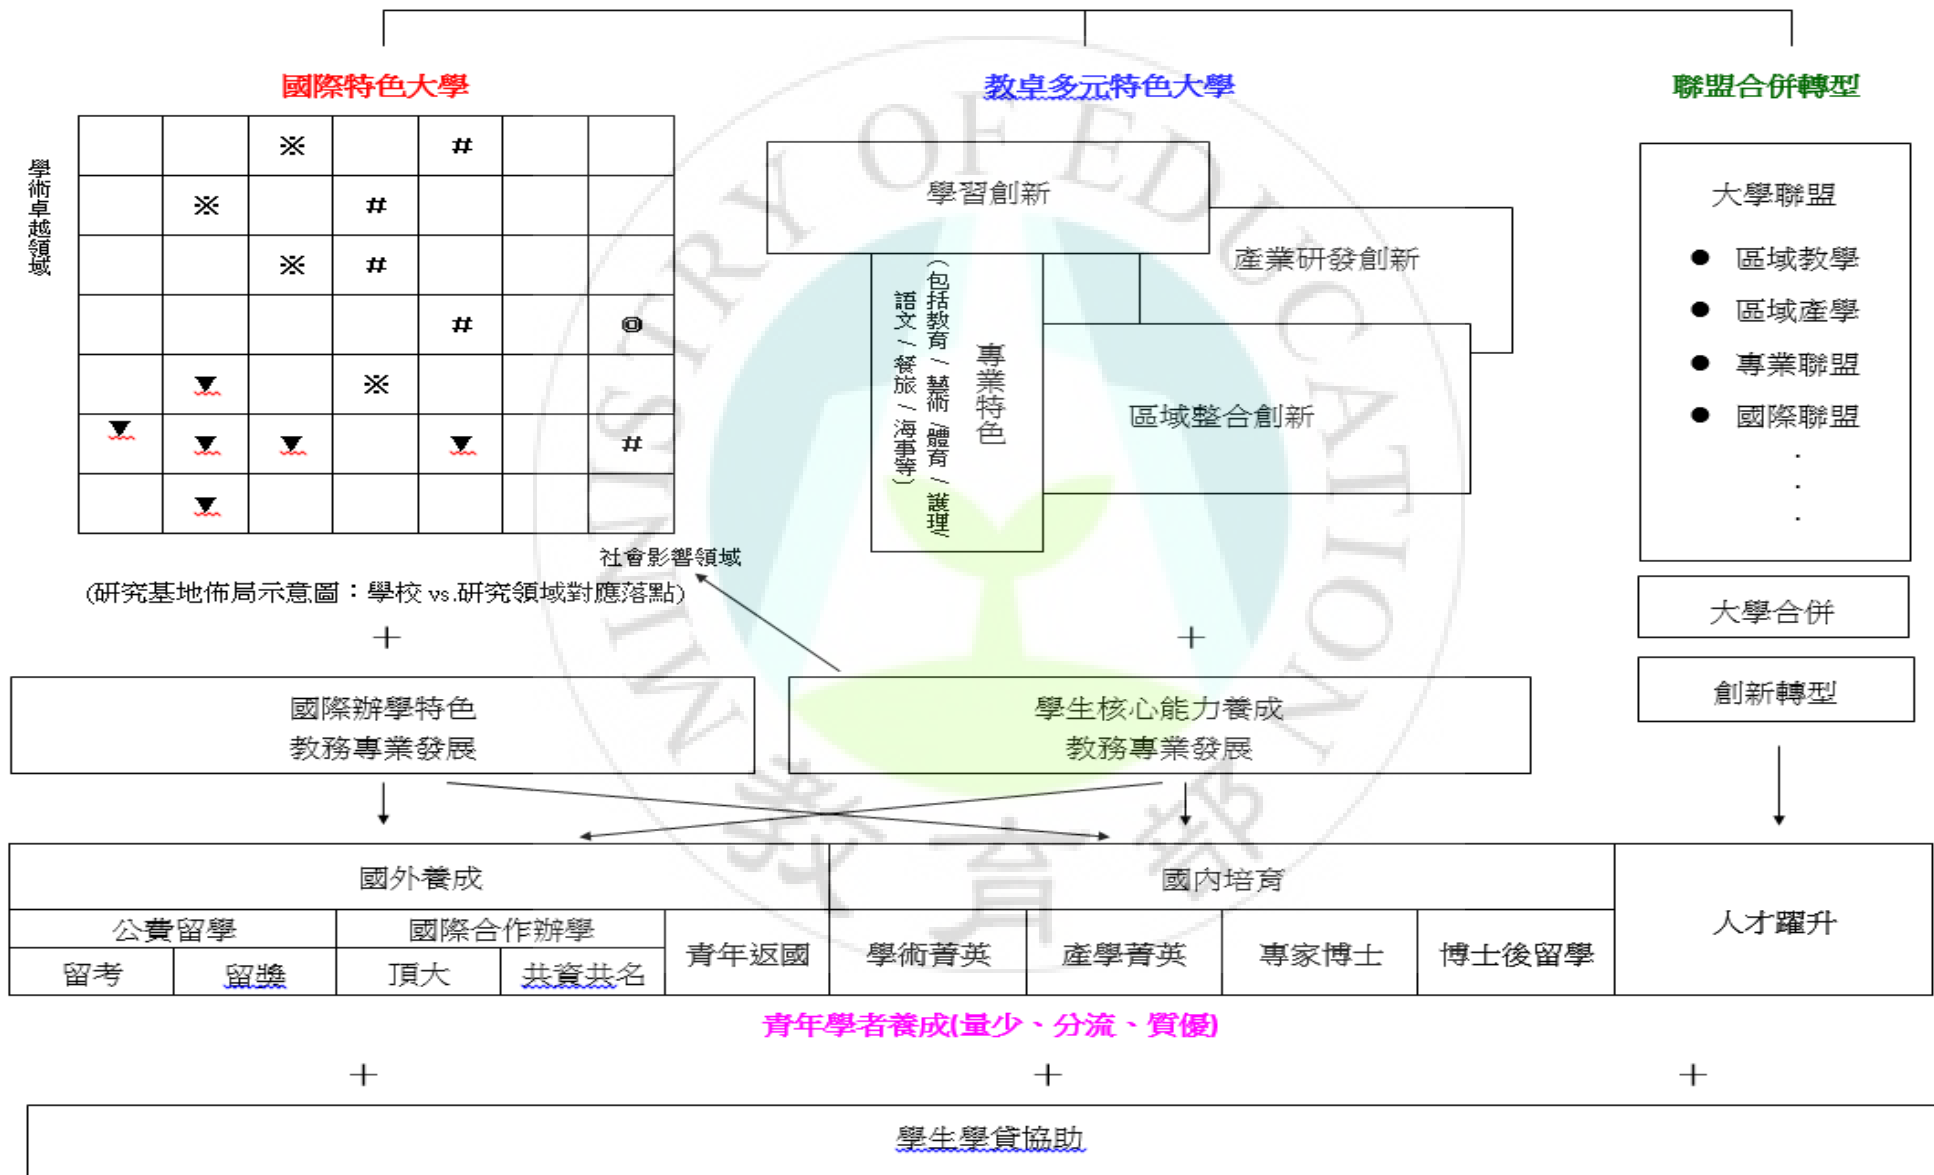 國際特色大學
教卓多元特色大學
聯盟合併轉型
學術卓越領域
※ #
※ #
※ #
# ◎
▼ ※
▼ ▼ ▼ ▼ #
▼
社會影響領域
(研究基地佈局示意圖：學校 vs.研究領域對應落點)
學習創新
產業研發創新
區域整合創新
專業特色
(包括教育/藝術/體育/護理/
語文/餐旅/海事等)
大學聯盟
● 區域教學
● 區域產學
● 專業聯盟
● 國際聯盟
.
.
.
大學合併
創新轉型
+
+
國際辦學特色
教務專業發展
學生核心能力養成
教務專業發展
國外養成
國內培育
人才躍升
公費留學
國際合作辦學
青年返國
學術菁英
產學菁英
專家博士
博士後留學
留考
留獎
頂大
共資共名
青年學者養成(量少、分流、質優)
+
+
+
學生學貸協助
MINISTRY OF EDUCATION
教育部